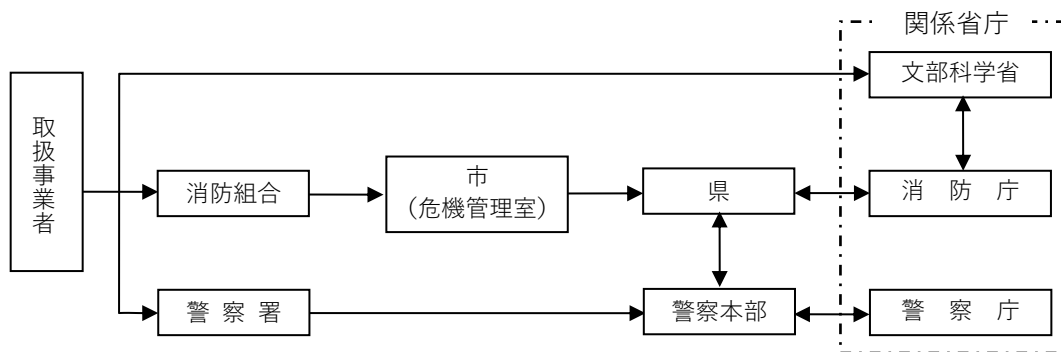 関係省庁
文部科学省
取扱事業者
消防組合
市
（危機管理室）
県
消防庁
警察署
警察本部
警察庁